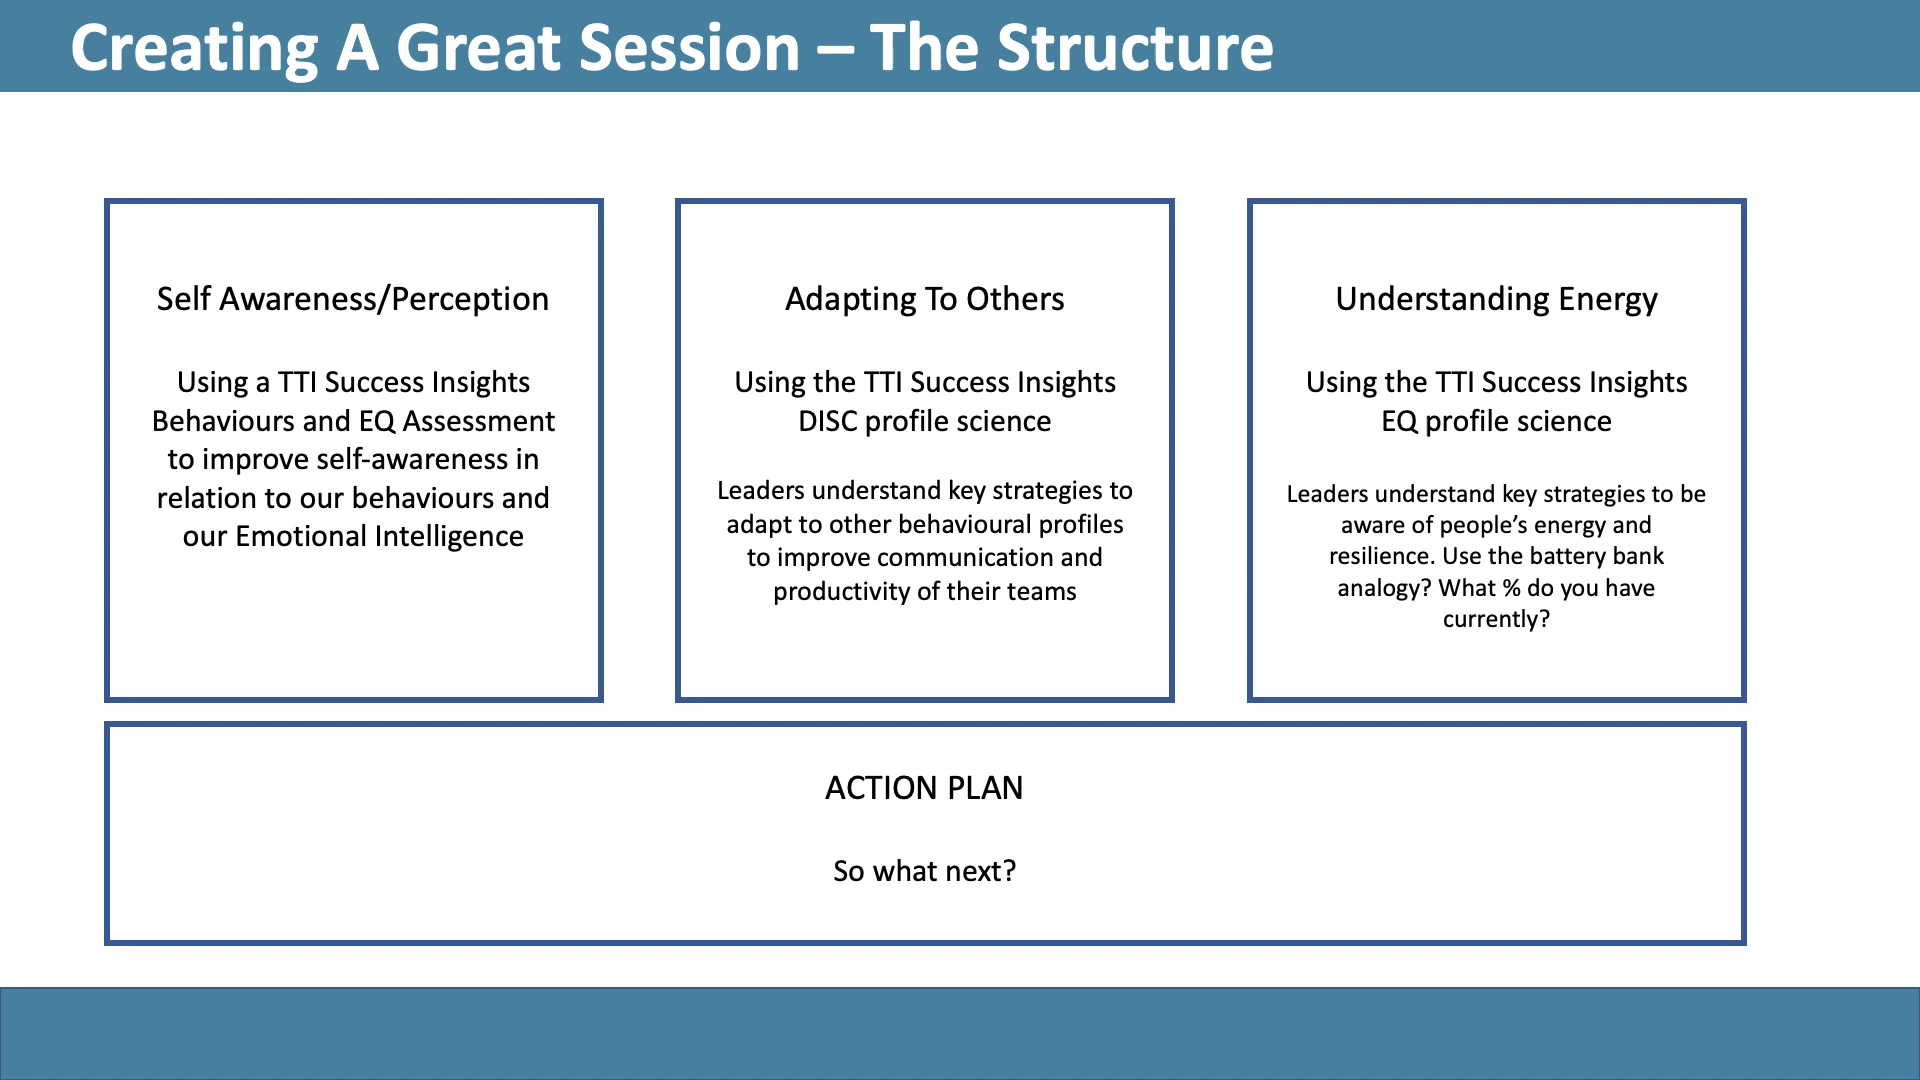 Creating A Great Session – The Structure
Self Awareness/Perception
Using a TTI Success Insights
Behaviours and EQ Assessment
to improve self-awareness in
relation to our behaviours and
our Emotional Intelligence
Adapting To Others
Using the TTI Success Insights
DISC profile science
Leaders understand key strategies to
adapt to other behavioural profiles
to improve communication and
productivity of their teams
Understanding Energy
Using the TTI Success Insights
EQ profile science
Leaders understand key strategies to be
aware of people’s energy and
resilience. Use the battery bank
analogy? What % do you have
currently?
ACTION PLAN
So what next?